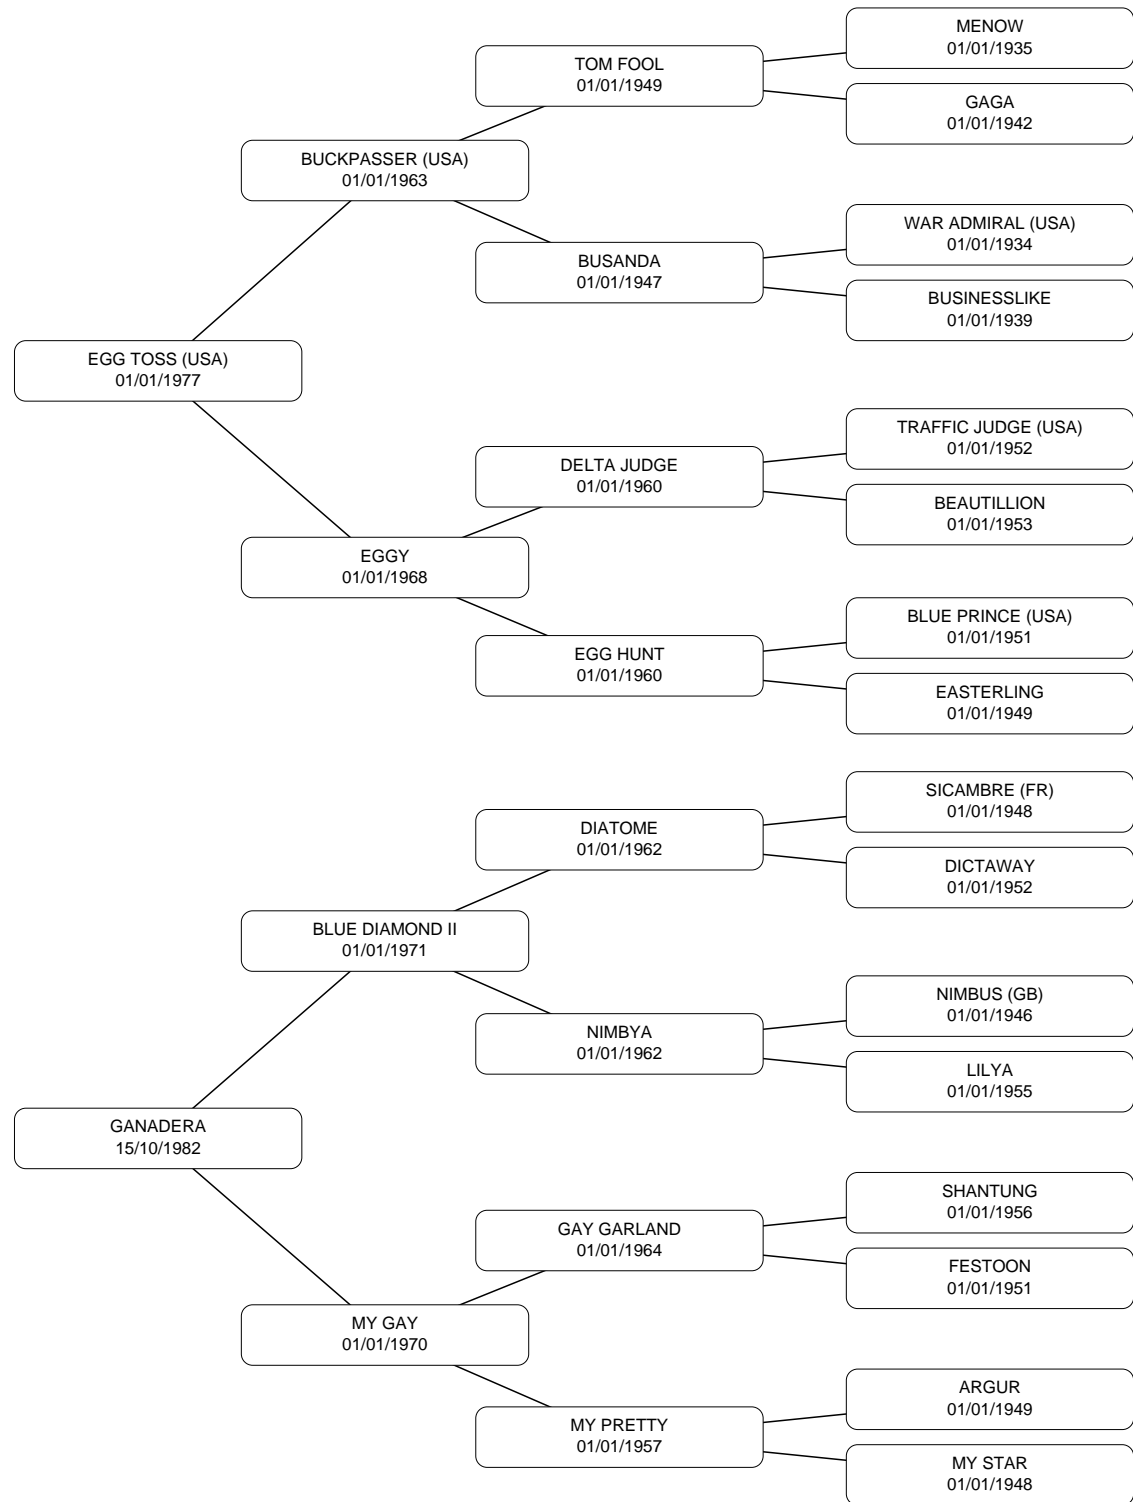 MENOW
01/01/1935
TOM FOOL
01/01/1949
GAGA
01/01/1942
BUCKPASSER (USA)
01/01/1963
WAR ADMIRAL (USA)
01/01/1934
BUSANDA
01/01/1947
BUSINESSLIKE
01/01/1939
EGG TOSS (USA)
01/01/1977
TRAFFIC JUDGE (USA)
01/01/1952
DELTA JUDGE
01/01/1960
BEAUTILLION
01/01/1953
EGGY
01/01/1968
BLUE PRINCE (USA)
01/01/1951
EGG HUNT
01/01/1960
EASTERLING
01/01/1949
SICAMBRE (FR)
01/01/1948
DIATOME
01/01/1962
DICTAWAY
01/01/1952
BLUE DIAMOND II
01/01/1971
NIMBUS (GB)
01/01/1946
NIMBYA
01/01/1962
LILYA
01/01/1955
GANADERA
15/10/1982
SHANTUNG
01/01/1956
GAY GARLAND
01/01/1964
FESTOON
01/01/1951
MY GAY
01/01/1970
ARGUR
01/01/1949
MY PRETTY
01/01/1957
MY STAR
01/01/1948